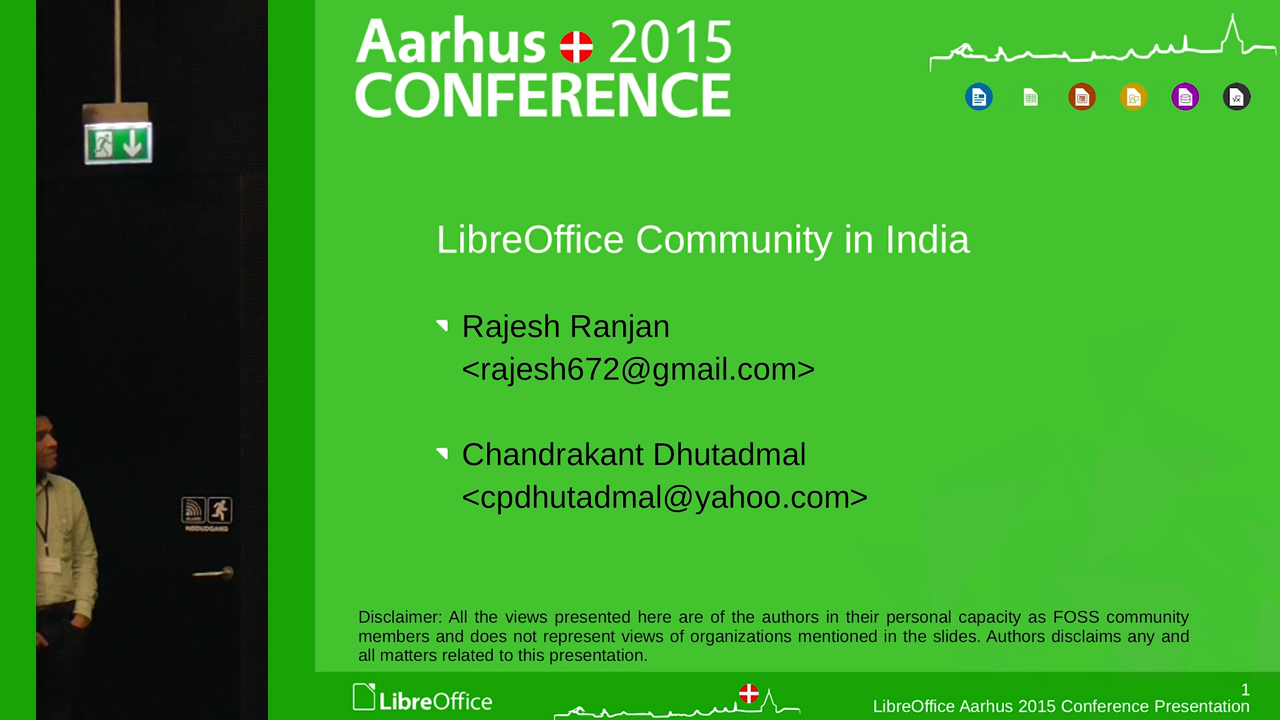 Aarhus 2015
CONFERENCE
LibreOffice Community in India
Rajesh Ranjan
<rajesh672@gmail.com>
Chandrakant Dhutadmal
<cpdhutadmal@yahoo.com>
Disclaimer: All the views presented here are of the authors in their personal capacity as FOSS community
members and does not represent views of organizations mentioned in the slides. Authors disclaims any and
all matters related to this presentation.
LibreOffice
1
LibreOffice Aarhus 2015 Conference Presentation